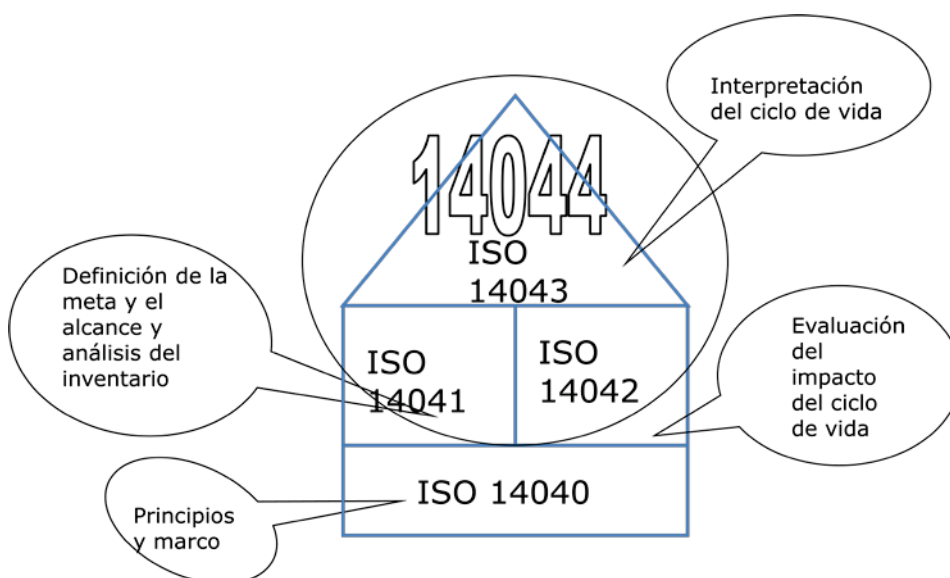 Interpretación
del ciclo de vida
14044
ISO
14043
Definición de la
meta y el
alcance y
análisis del
inventario
ISO
14041
ISO
14042
Evaluación
del
impacto
del ciclo
de vida
ISO 14040
Principios
y marco